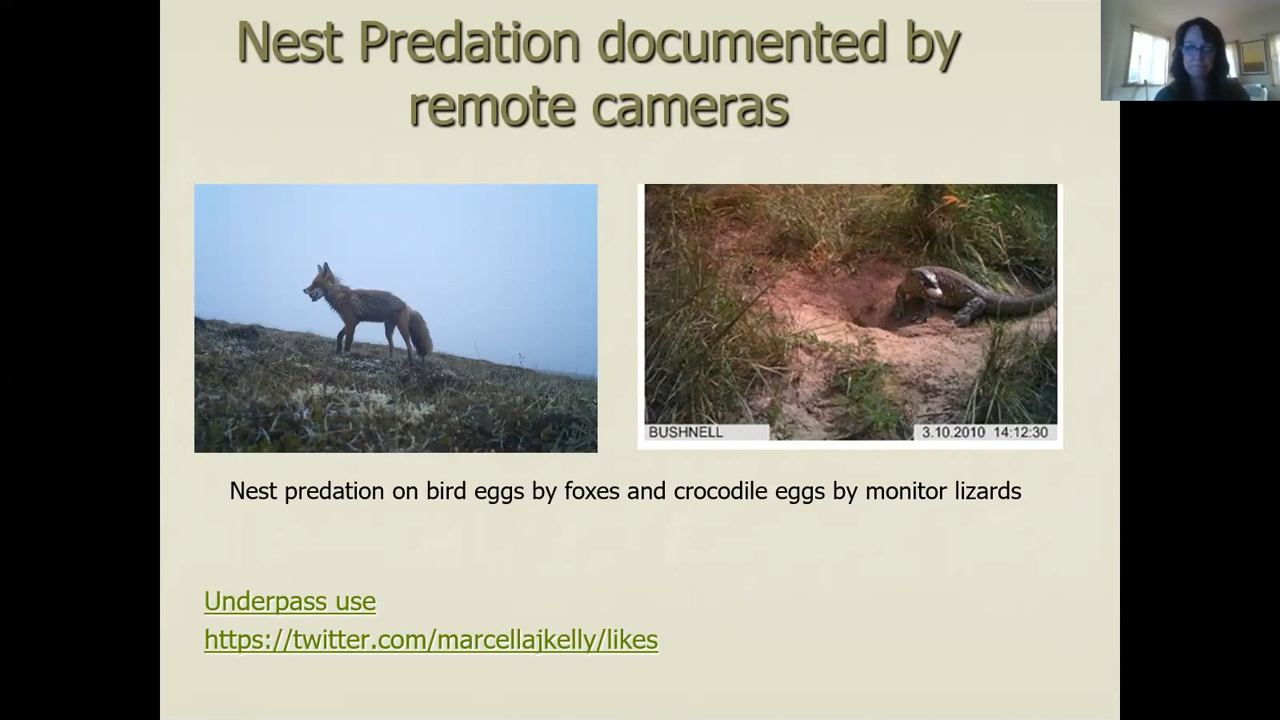 Nest Predation documented by
remote cameras
BUSHNELL
3.10.2010 14:12:30
Nest predation on bird eggs by foxes and crocodile eggs by monitor lizards
Underpass use
https://twitter.com/marcellajkelly/likes